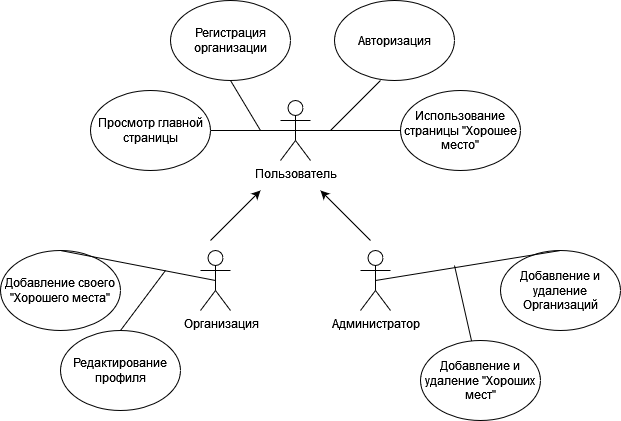 Регистрация
организации
Авторизация
Просмотр главной
страницы
Использование
страницы "Хорошее
место"
Пользователь
Добавление своего
"Хорошего места"
Организация
Редактирование
профиля
Администратор
Добавление и
удаление
Организаций
Добавление и
удаление "Хороших
мест"